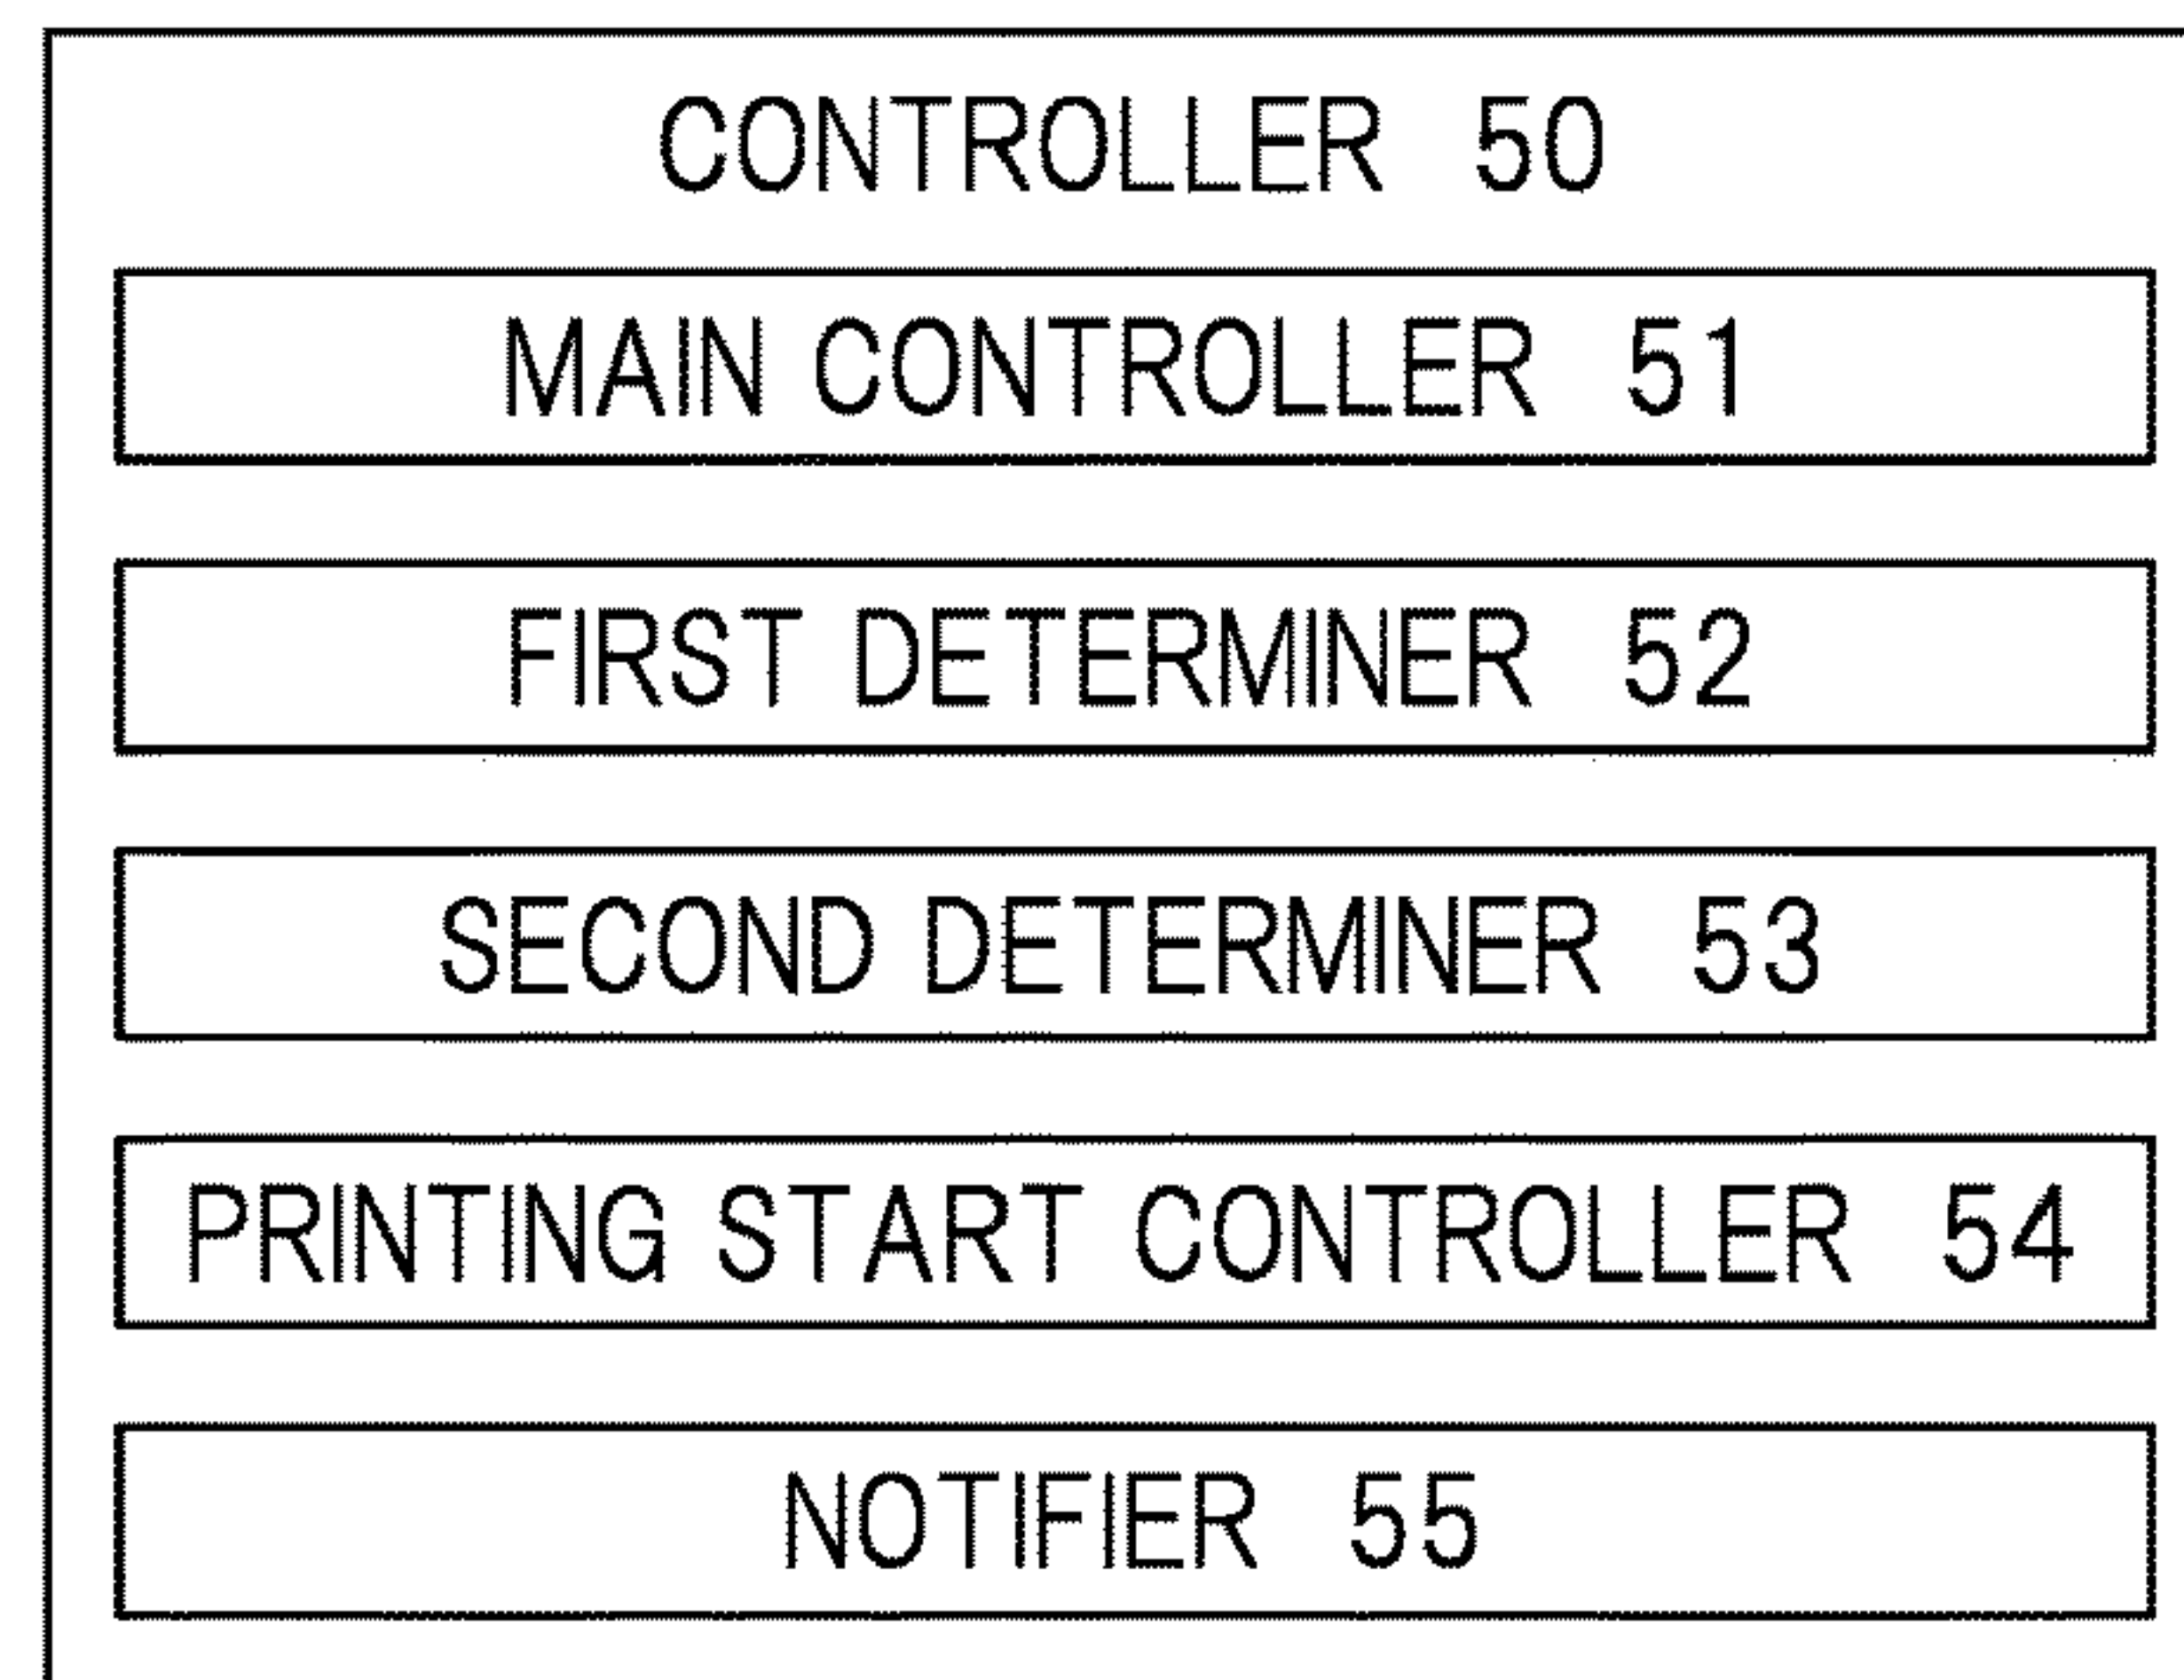 CONTROLLER 50
MAIN CONTROLLER 51
FIRST DETERMINER 52
SECOND DETERMINER 53
PRINTING START CONTROLLER 54
NOTIFIER 55